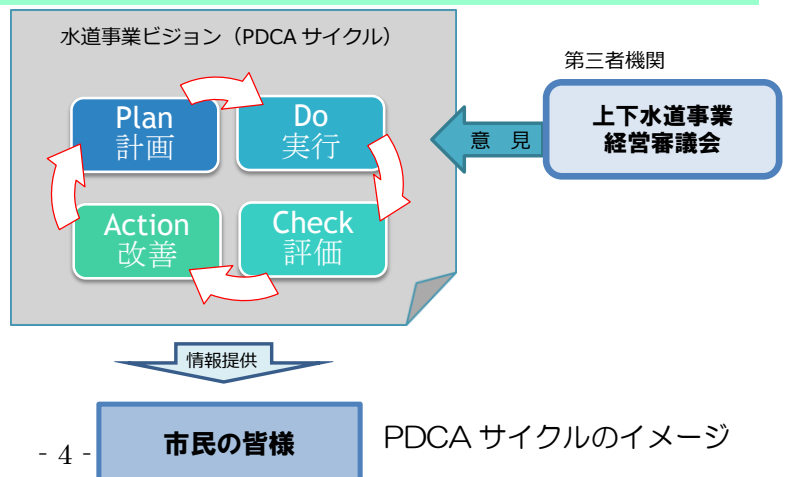 水道事業ビジョン（PDCA サイクル）
Plan
計画
Do
実行
Action
改善
Check
評価
第三者機関
上下水道事業
経営審議会
意 見
情報提供
市民の皆様
PDCA サイクルのイメージ
- 4 -